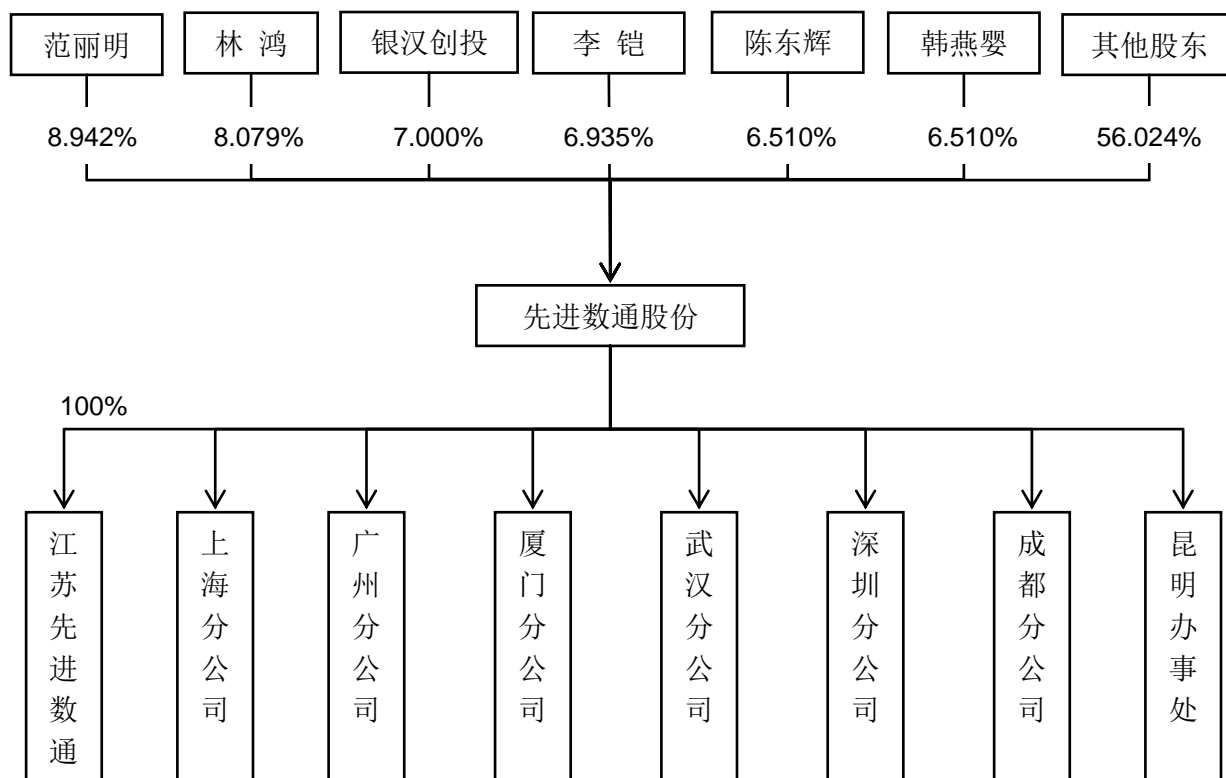 范丽明 林 鸿 银汉创投 李 铠 陈东辉 韩燕婴 其他股东
8.942% 8.079% 7.000% 6.935% 6.510% 6.510% 56.024%
先进数通股份
100%
江苏先进数通
上海分公司
广州分公司
厦门分公司
武汉分公司
深圳分公司
成都分公司
昆明办事处